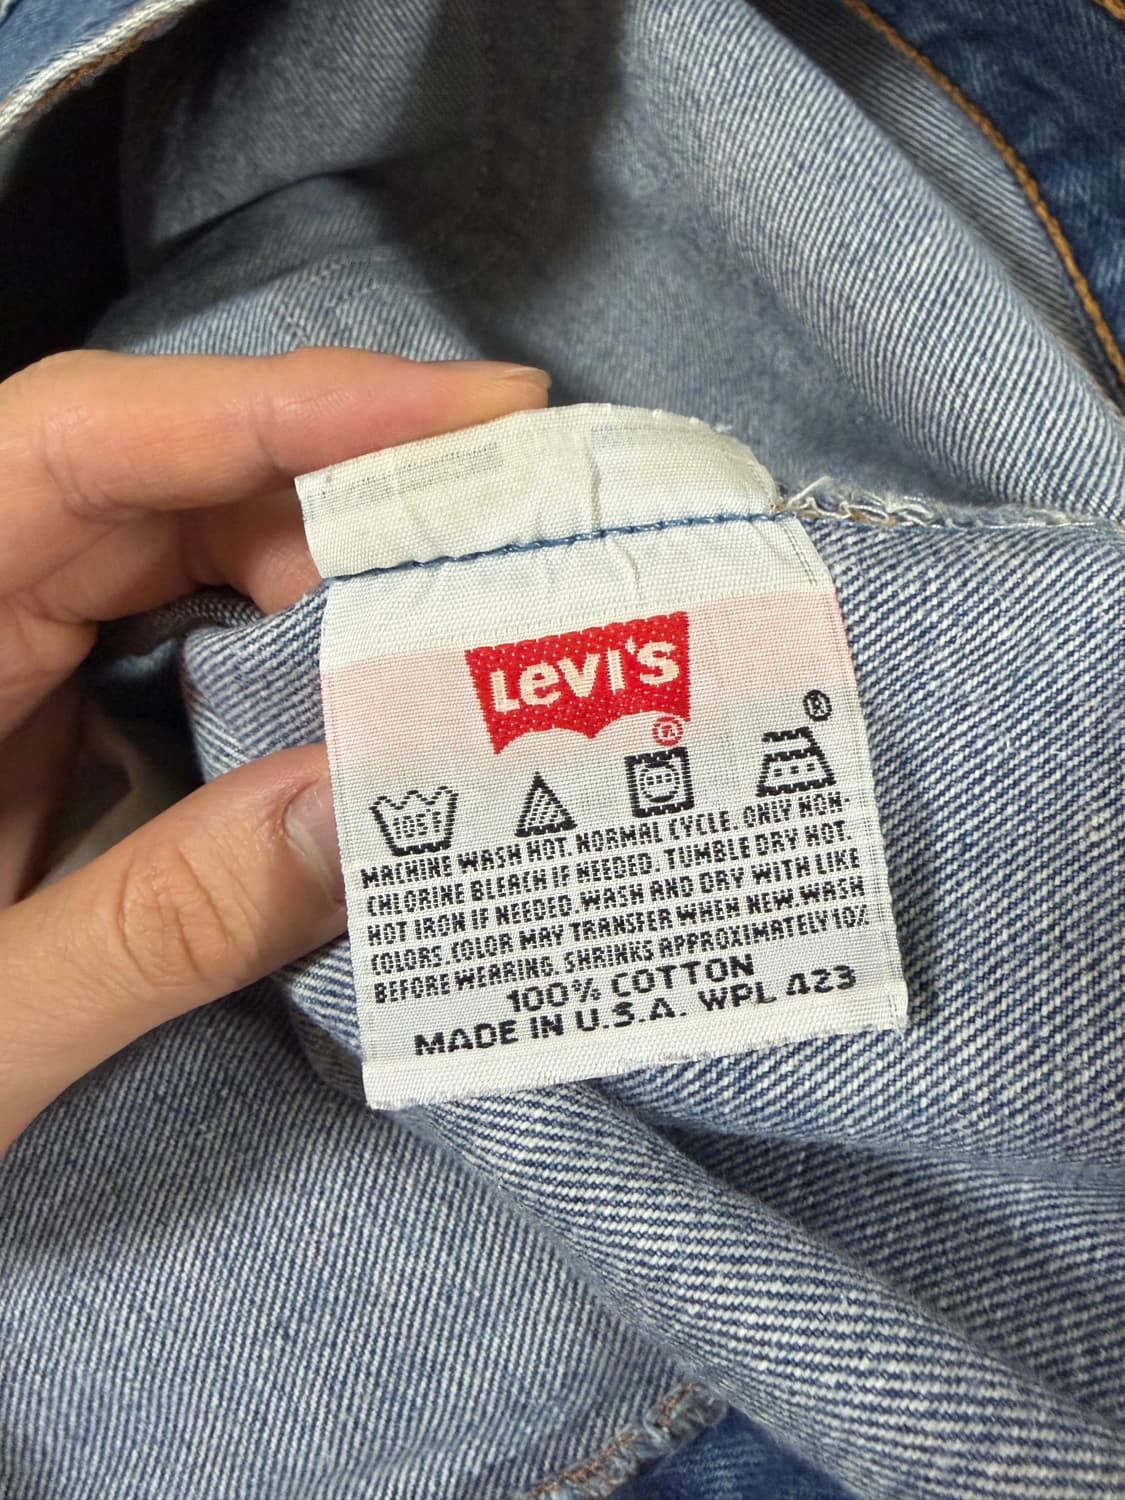 Levi's
®
®
105F
MACHINE WASH HOT. NORMAL CYCLE. ONLY NON-
CHLORINE BLEACH IF NEEDED. TUMBLE DRY HOT.
HOT IRON IF NEEDED. WASH AND DRY WITH LIKE
COLORS. COLOR MAY TRANSFER WHEN NEW. WASH
BEFORE WEARING. SHRINKS APPROXIMATELY 10%
100% COTTON
MADE IN U.S.A. WPL 423